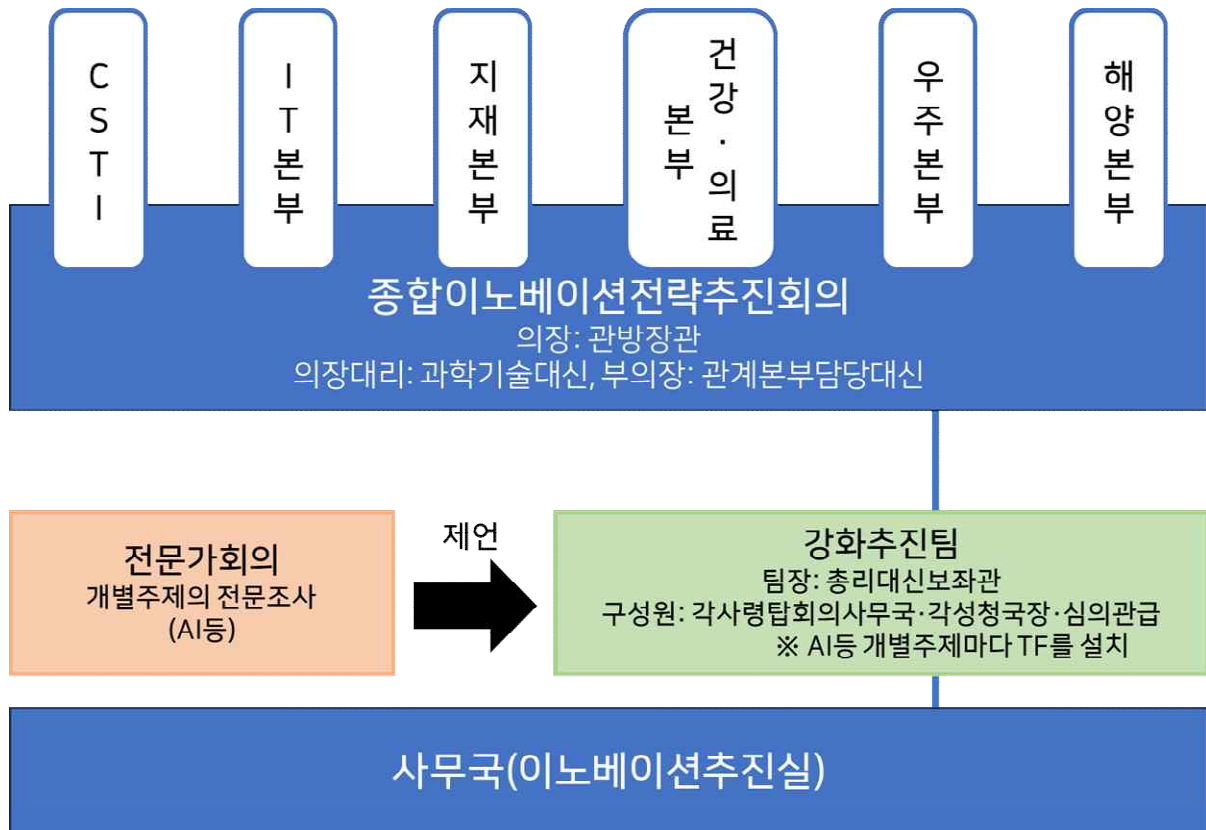 CSTI
IT본부
지재본부
건강·의료
본부
우주본부
해양본부
종합이노베이션전략추진회의
의장: 관방장관
의장대리: 과학기술대신, 부의장: 관계본부담당대신
전문가회의
개별주제의 전문조사
(AI등)
제언
강화추진팀
팀장: 총리대신보좌관
구성원: 각사령탑회의사무국·각성청국장·심의관급
※ AI등 개별주제마다 TF를 설치
사무국(이노베이션추진실)